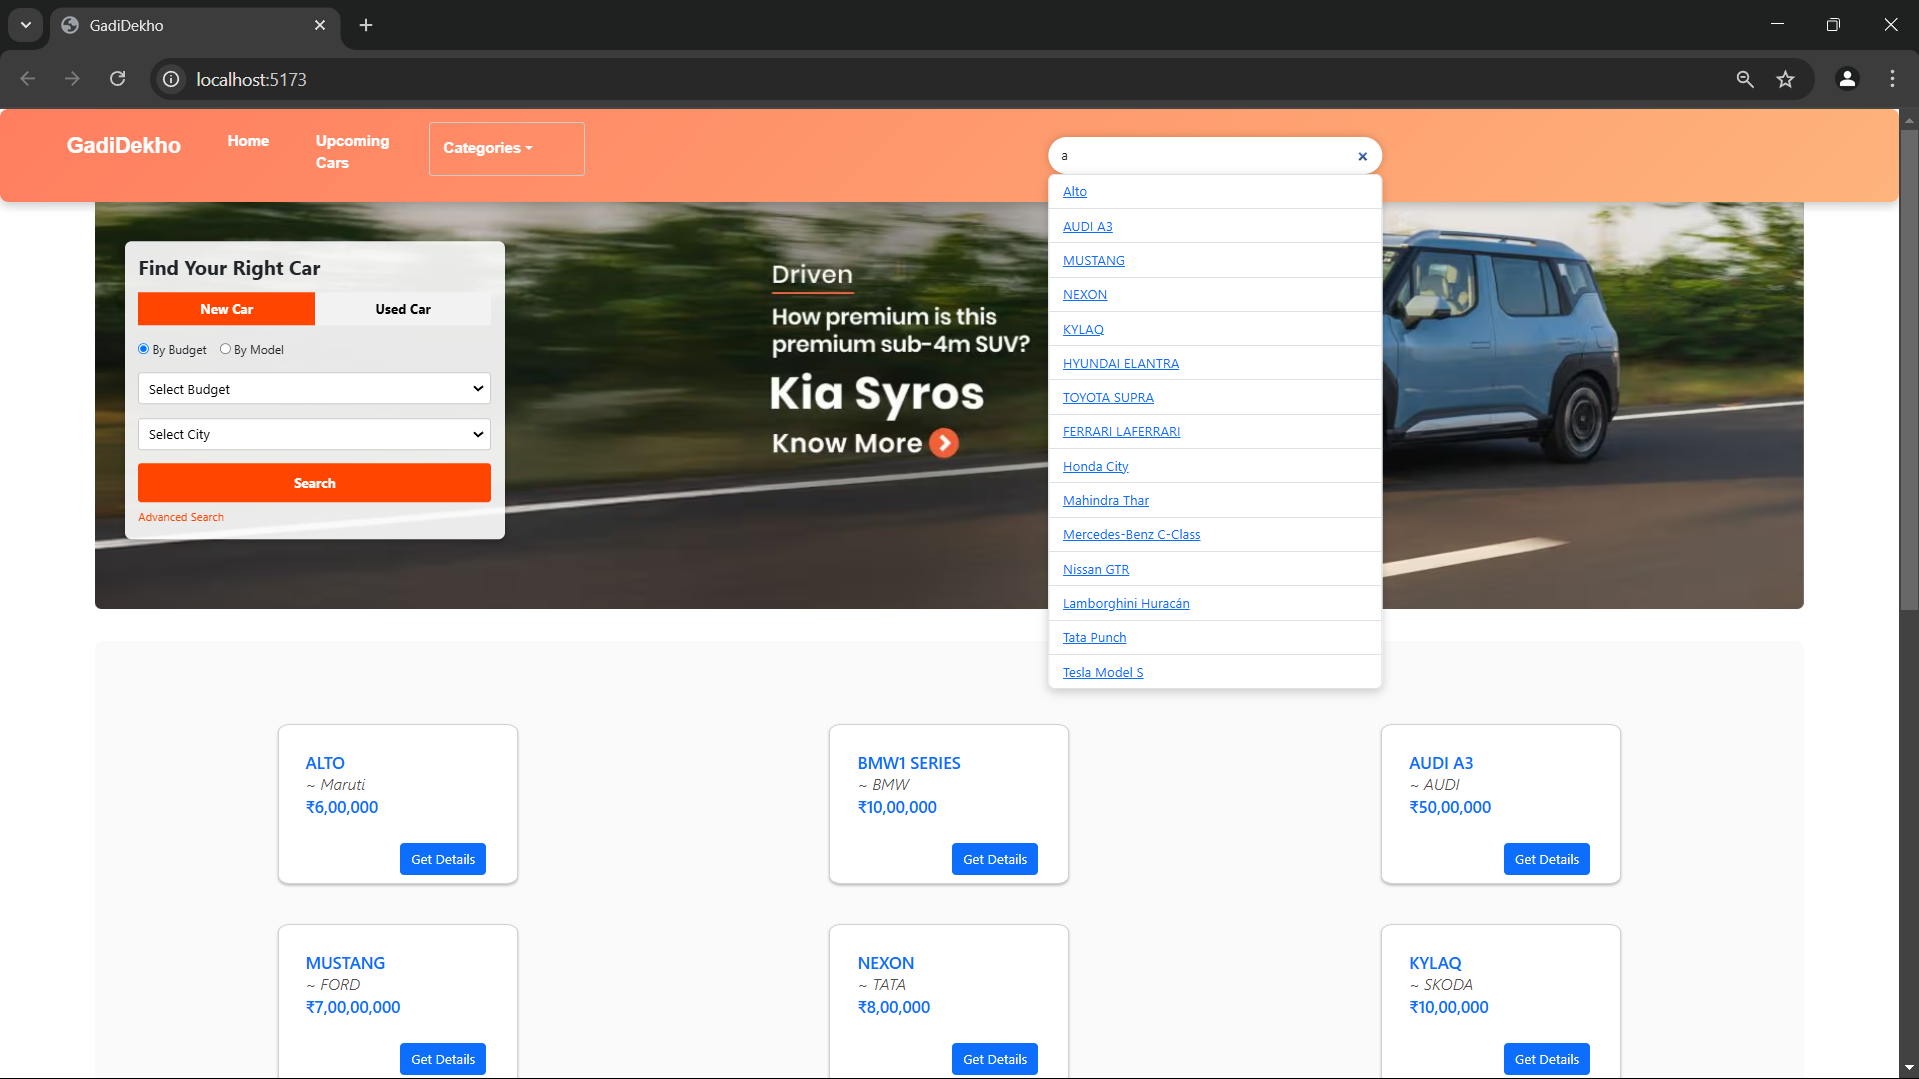 GadiDekho
localhost:5173
GadiDekho
Home
Upcoming
Cars
Categories
a
Alto
AUDI A3
MUSTANG
NEXON
KYLAQ
HYUNDAI ELANTRA
TOYOTA SUPRA
FERRARI LAFERRARI
Honda City
Mahindra Thar
Mercedes-Benz C-Class
Nissan GTR
Lamborghini Huracán
Tata Punch
Tesla Model S
Find Your Right Car
New Car
Used Car
By Budget
By Model
Select Budget
Select City
Search
Advanced Search
Driven
How premium is this
premium sub-4m SUV?
Kia Syros
Know More
ALTO
~ Maruti
₹6,00,000
Get Details
BMW1 SERIES
~ BMW
₹10,00,000
Get Details
AUDI A3
~ AUDI
₹50,00,000
Get Details
MUSTANG
~ FORD
₹7,00,00,000
Get Details
NEXON
~ TATA
₹8,00,000
Get Details
KYLAQ
~ SKODA
₹10,00,000
Get Details